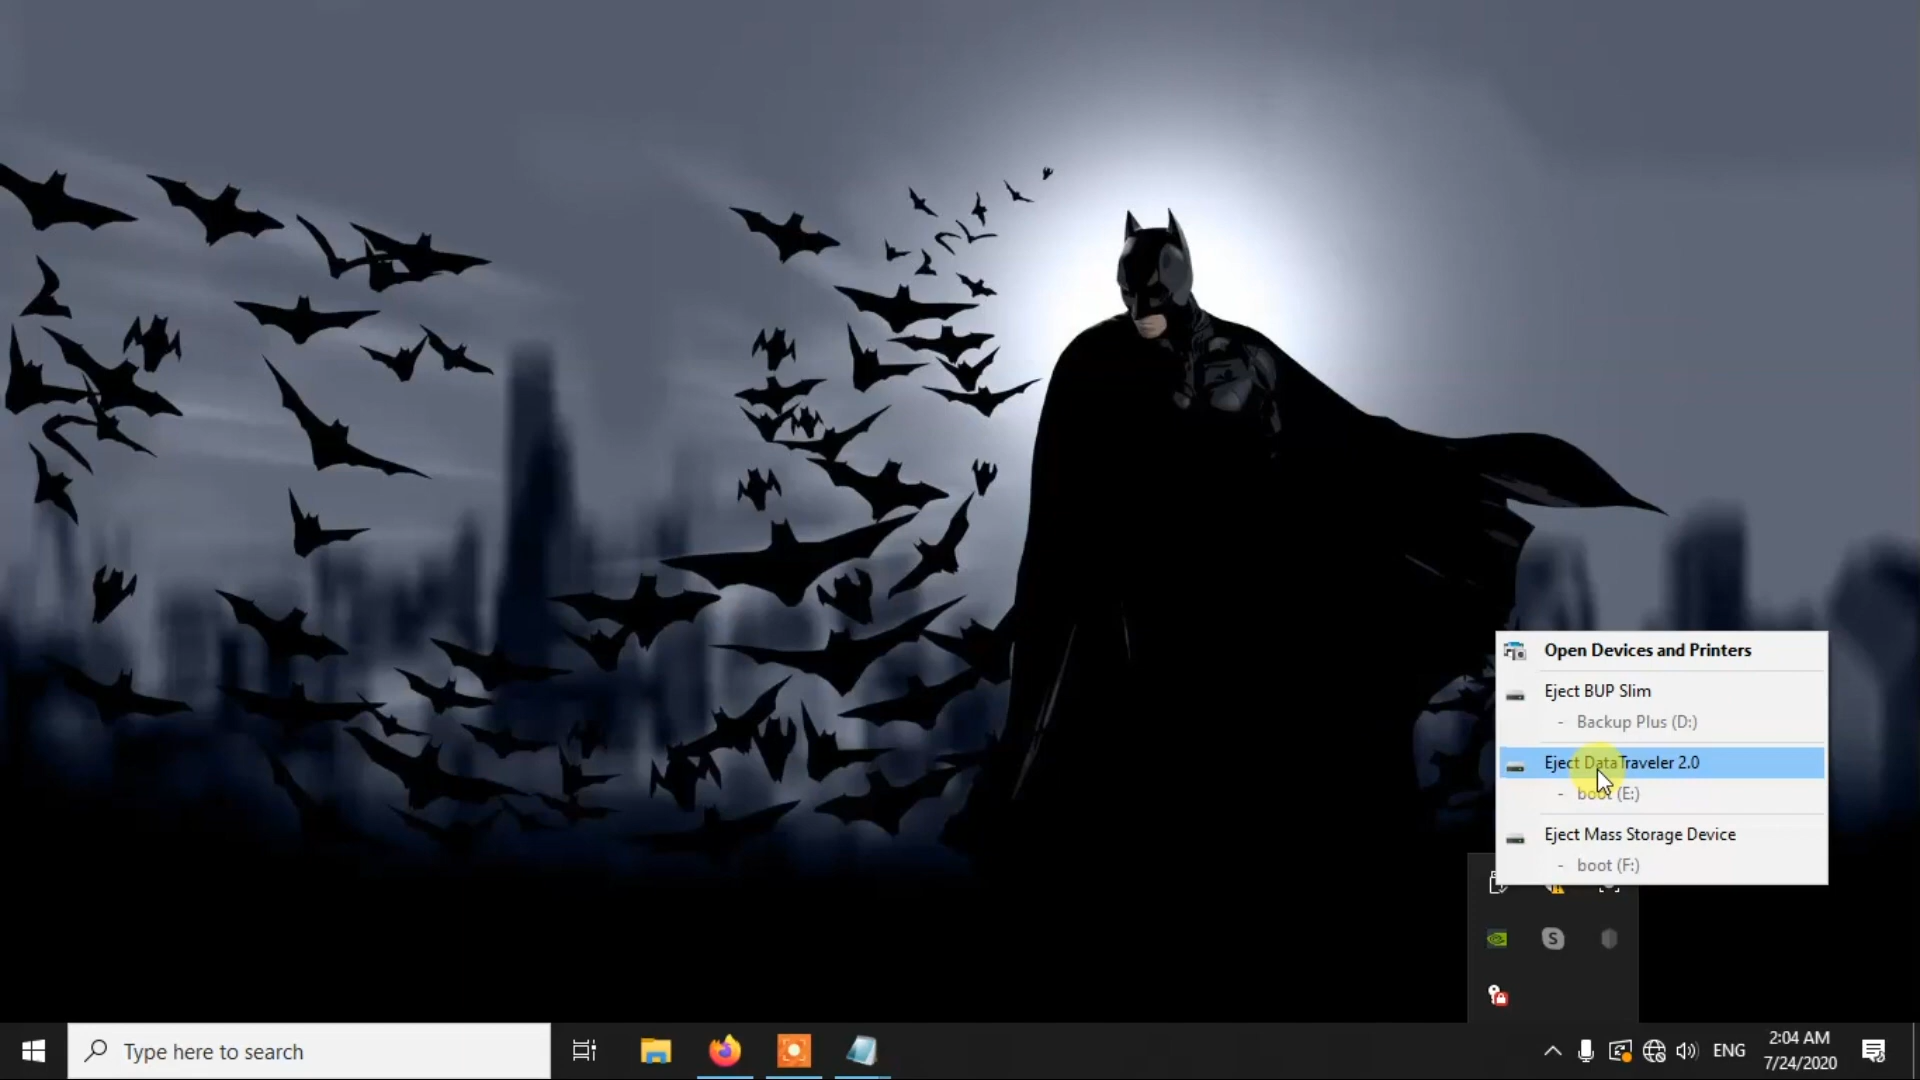 Open Devices and Printers
Eject BUP Slim
- Backup Plus (D:)
Eject DataTraveler 2.0
- boot (E:)
Eject Mass Storage Device
- boot (F:)
S
Type here to search
ENG
2:04 AM
7/24/2020